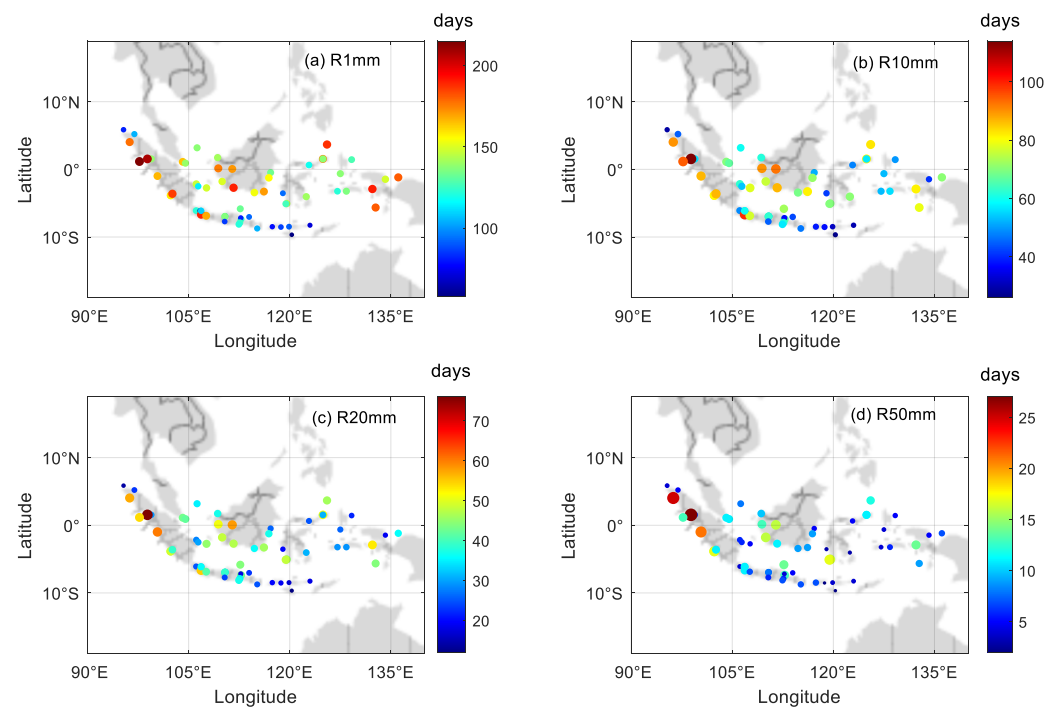 days
(a) R1mm
200
150
100
10°N
0°
10°S
Latitude
90°E 105°E 120°E 135°E
Longitude
days
(b) R10mm
100
80
60
40
10°N
0°
10°S
Latitude
90°E 105°E 120°E 135°E
Longitude
days
(c) R20mm
70
60
50
40
30
20
10°N
0°
10°S
Latitude
90°E 105°E 120°E 135°E
Longitude
days
(d) R50mm
25
20
15
10
5
10°N
0°
10°S
Latitude
90°E 105°E 120°E 135°E
Longitude